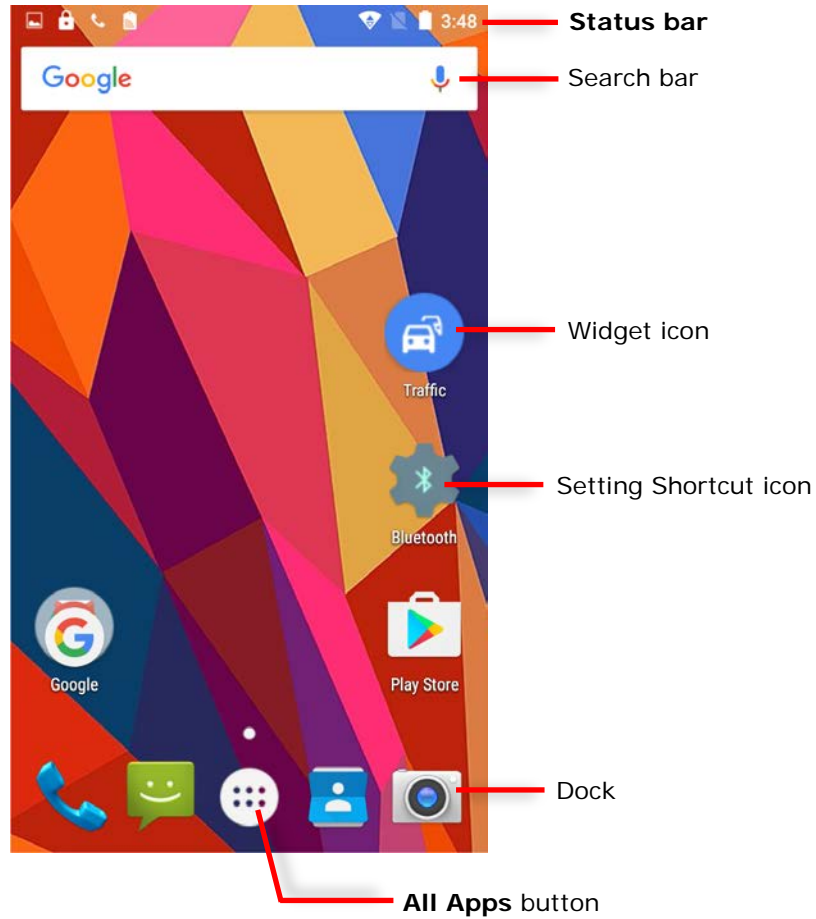 3:48
Status bar
Google
Search bar
Widget icon
Traffic
Setting Shortcut icon
Bluetooth
Google
Play Store
Dock
All Apps button